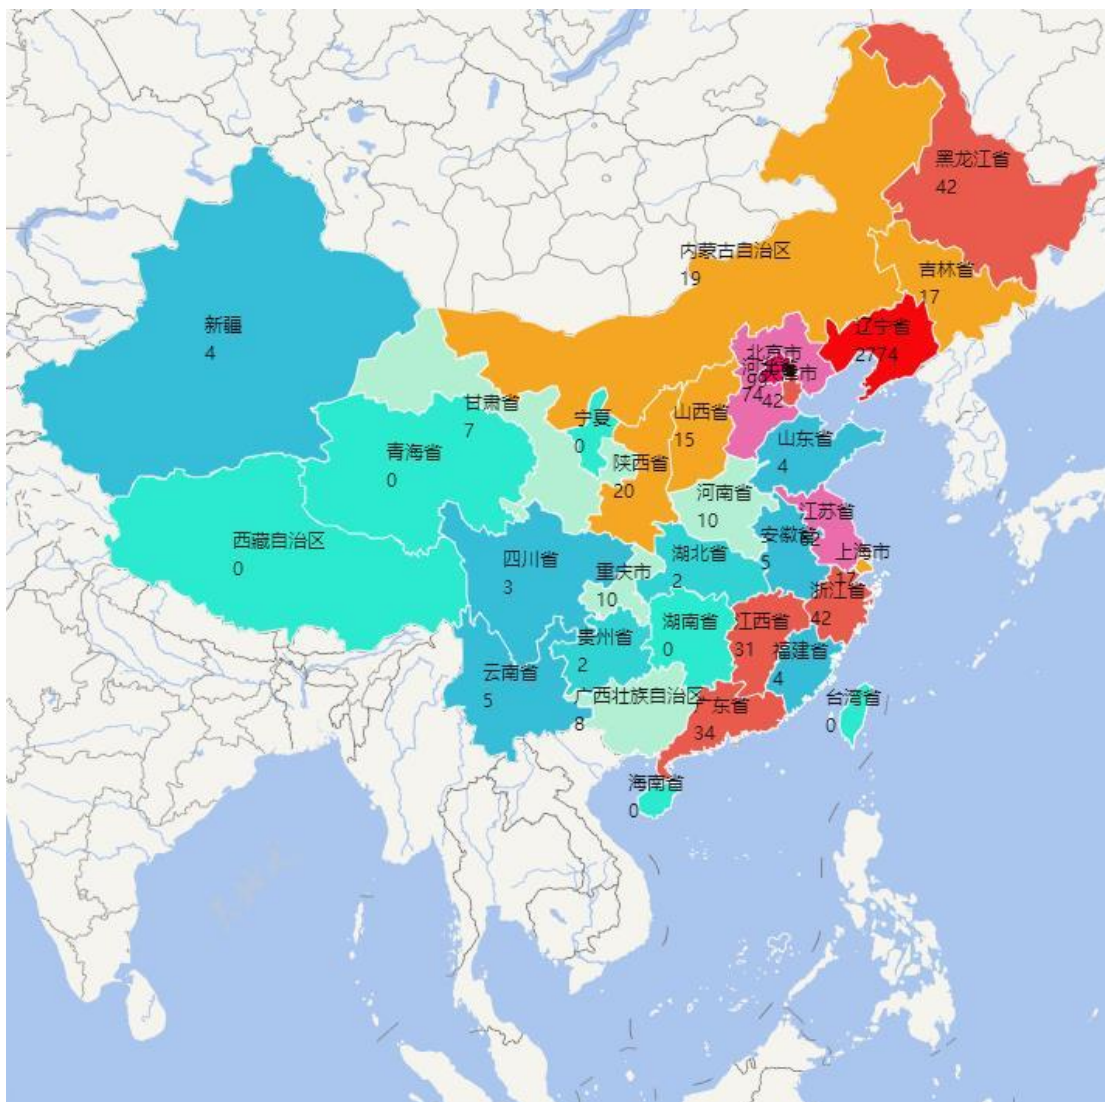 黑龙江省
42
内蒙古自治区
19
吉林省
17
新疆
4
辽宁省
2774
北京市
河北省
74
天津市
42
甘肃省
7
宁夏
0
山西省
15
青海省
0
陕西省
20
山东省
4
河南省
10
江苏省
安徽省
5
西藏自治区
0
四川省
3
重庆市
10
湖北省
2
上海市
17
浙江省
42
湖南省
0
江西省
31
贵州省
2
福建省
4
云南省
5
广西壮族自治区
8
广东省
34
台湾省
0
海南省
0